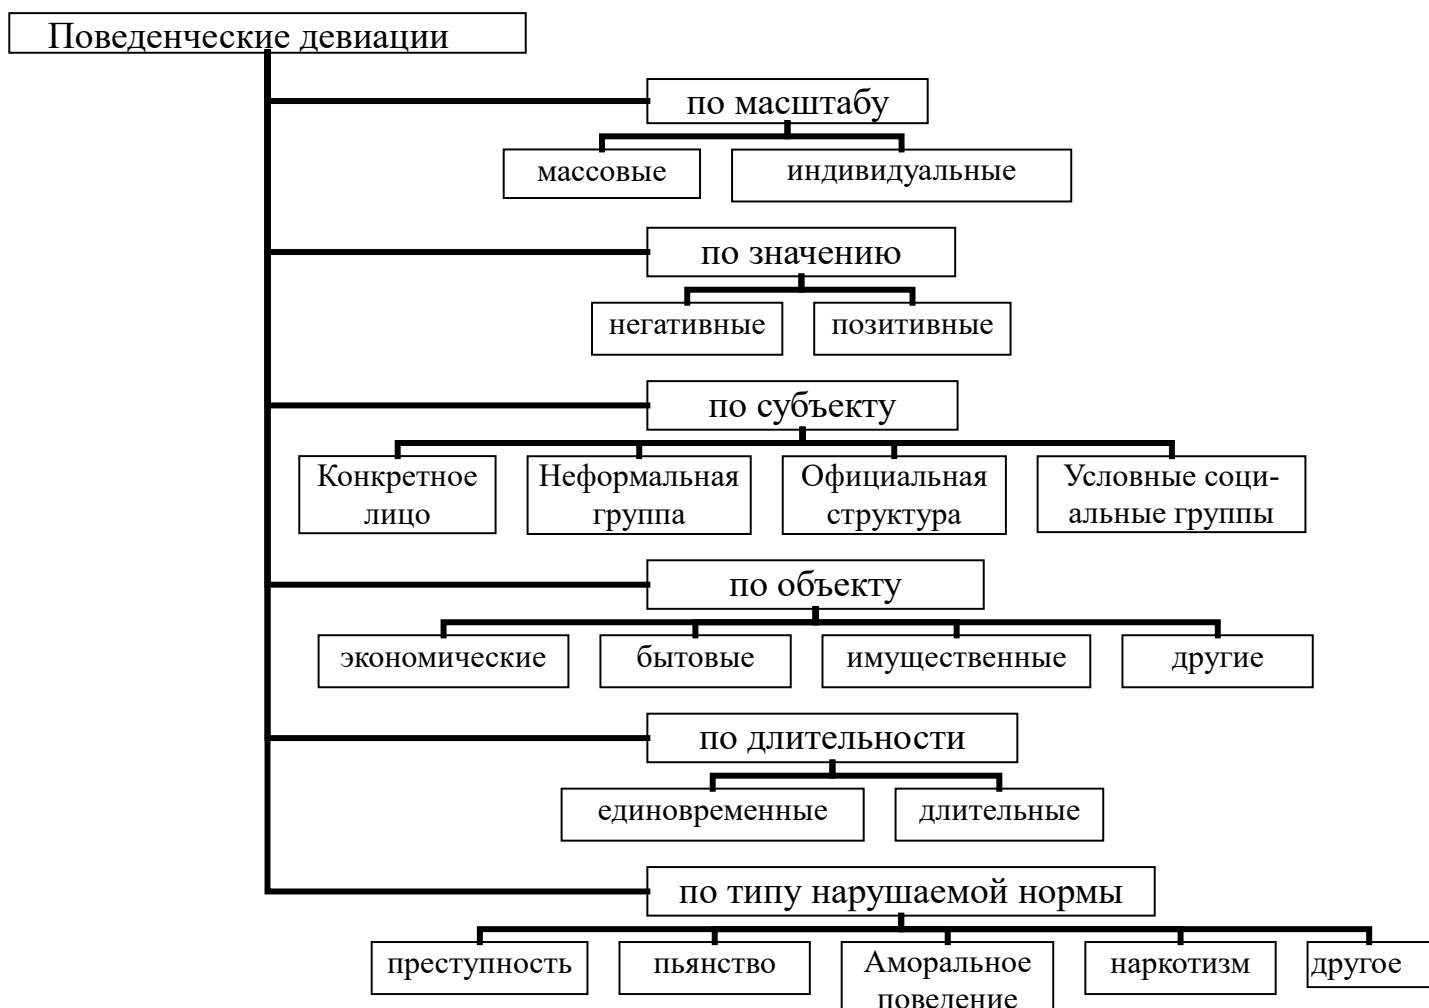 Поведенческие девиации
по масштабу
массовые
индивидуальные
по значению
негативные
позитивные
по субъекту
Конкретное
лицо
Неформальная
группа
Официальная
структура
Условные соци-
альные группы
по объекту
экономические
бытовые
имущественные
другие
по длительности
единовременные
длительные
по типу нарушаемой нормы
преступность
пьянство
Аморальное
поведение
наркотизм
другое